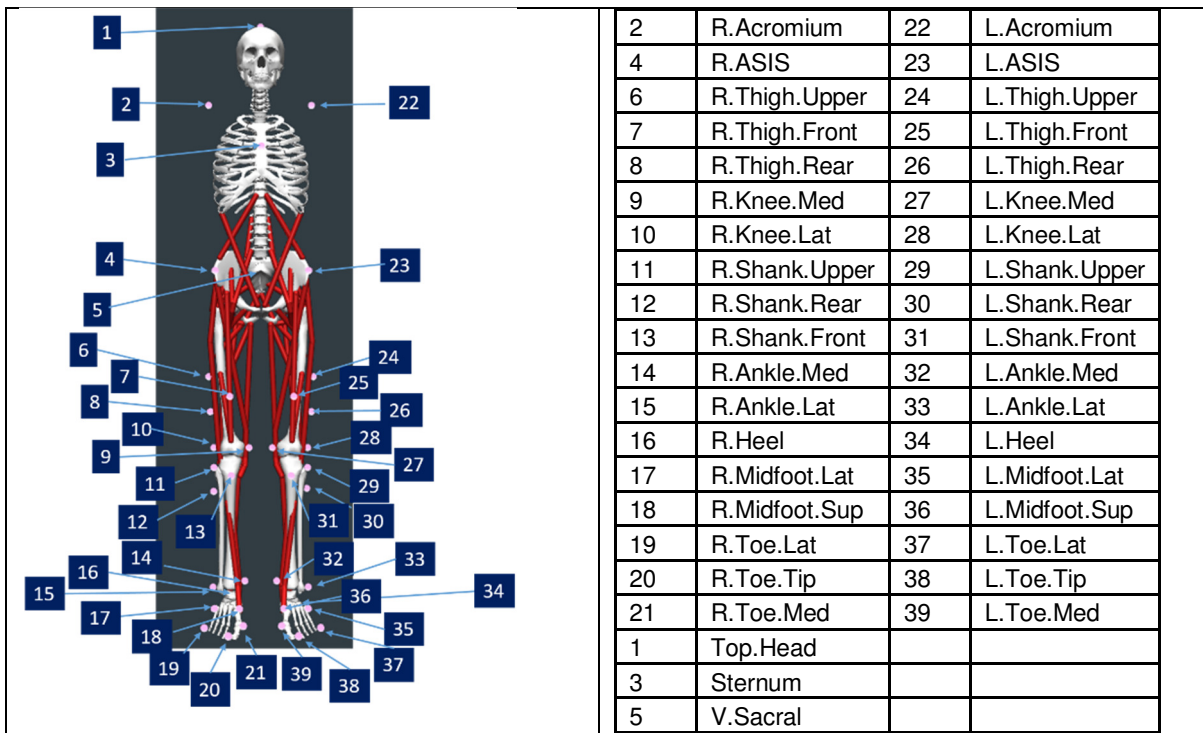 1
2
22
3
4
23
5
6
24
7
25
8
26
10
28
9
27
11
29
12
13
31
30
14
32
33
16
15
36
34
17
18
35
19
20
21
39
38
37
2 R.Acromium 22 L.Acromium
4 R.ASIS 23 L.ASIS
6 R.Thigh.Upper 24 L.Thigh.Upper
7 R.Thigh.Front 25 L.Thigh.Front
8 R.Thigh.Rear 26 L.Thigh.Rear
9 R.Knee.Med 27 L.Knee.Med
10 R.Knee.Lat 28 L.Knee.Lat
11 R.Shank.Upper 29 L.Shank.Upper
12 R.Shank.Rear 30 L.Shank.Rear
13 R.Shank.Front 31 L.Shank.Front
14 R.Ankle.Med 32 L.Ankle.Med
15 R.Ankle.Lat 33 L.Ankle.Lat
16 R.Heel 34 L.Heel
17 R.Midfoot.Lat 35 L.Midfoot.Lat
18 R.Midfoot.Sup 36 L.Midfoot.Sup
19 R.Toe.Lat 37 L.Toe.Lat
20 R.Toe.Tip 38 L.Toe.Tip
21 R.Toe.Med 39 L.Toe.Med
1 Top.Head
3 Sternum
5 V.Sacral